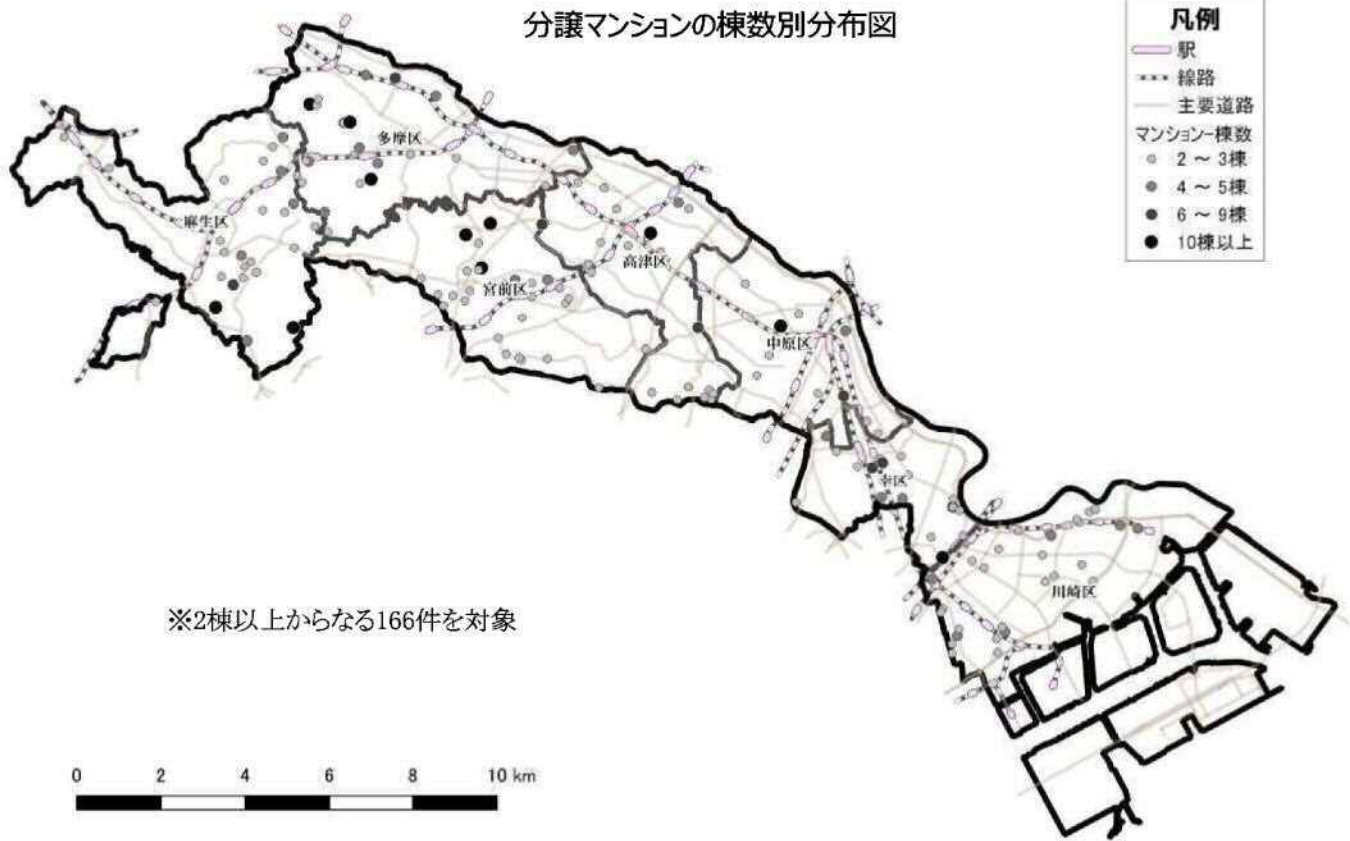 分譲マンションの棟数別分布図
凡例
駅
線路
主要道路
マンション-棟数
2 ~ 3棟
4 ~ 5棟
6 ~ 9棟
10棟以上
多摩区
麻生区
高津区
宮前区
中原区
幸区
川崎区
※2棟以上からなる166件を対象
0 2 4 6 8 10 km